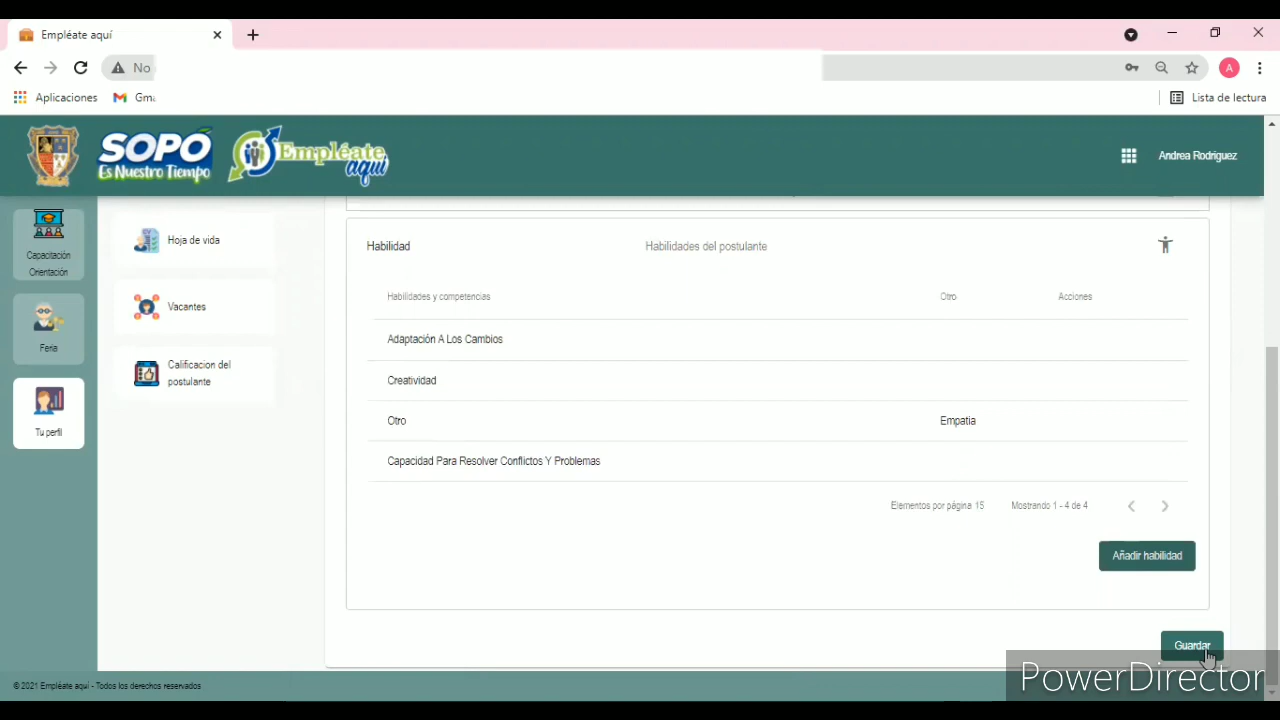 Empléate aquí
No
Aplicaciones
Lista de lectura
A
SOPÓ
Es Nuestro Tiempo
Empléate
aquí
Andrea Rodriguez
Capacitación
Orientación
Feria
Tu perfil
Hoja de vida
Vacantes
Calificacion del
postulante
Habilidad Habilidades del postulante
Habilidades y competencias Otro Acciones
Adaptación A Los Cambios
Creatividad
Otro Empatia
Capacidad Para Resolver Conflictos Y Problemas
Elementos por página 15 Mostrando 1 - 4 de 4
Añadir habilidad
Guardar
© 2021 Empléate aquí - Todos los derechos reservados
PowerDirector